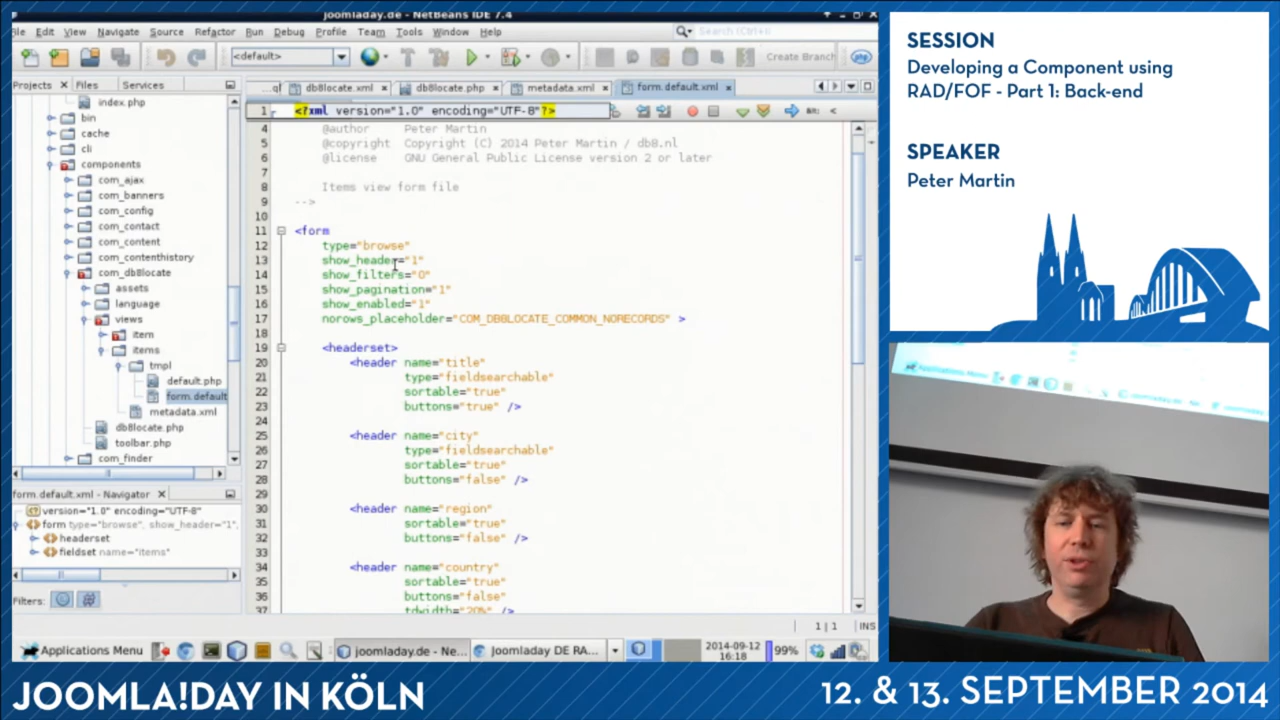 joomladay.de - NetBeans IDE 7.4
ile Edit View Navigate Source Refactor Run Debug Profile Team Tools Window Help
Search (Ctrl+I)
<default>
Create Branch
Projects Files Services
db8locate.xml db8locate.php metadata.xml form.default.xml
index.php
bin
cache
cli
components
com_ajax
com_banners
com_config
com_contact
com_content
com_contenthistory
com_db8locate
assets
language
views
item
items
tmpl
default.php
form.default
metadata.xml
db8locate.php
toolbar.php
com_finder
form.default.xml - Navigator
version="1.0" encoding="UTF-8"
form type="browse", show_header="1",
headerset
fieldset name="items"
Filters:
1 <?xml version="1.0" encoding="UTF-8"?>
4 @author Peter Martin
5 @copyright Copyright (C) 2014 Peter Martin / db8.nl
6 @license GNU General Public License version 2 or later
7
8 Items view form file
9 -->
10
11 <form
12 type="browse"
13 show_header="1"
14 show_filters="0"
15 show_pagination="1"
16 show_enabled="1"
17 norows_placeholder="COM_DB8LOCATE_COMMON_NORECORDS" >
18
19 <headerset>
20 <header name="title"
21 type="fieldsearchable"
22 sortable="true"
23 buttons="true" />
24
25 <header name="city"
26 type="fieldsearchable"
27 sortable="true"
28 buttons="false" />
29
30 <header name="region"
31 sortable="true"
32 buttons="false" />
33
34 <header name="country"
35 sortable="true"
36 buttons="false"
37 tdwidth="20%" />
1 | 1 INS
Applications Menu
joomladay.de - Ne...
Joomladay DE RA...
2014-09-12
16:18
99%
SESSION
Developing a Component using
RAD/FOF - Part 1: Back-end
SPEAKER
Peter Martin
Applications Menu
JOOMLA!DAY IN KÖLN
12. & 13. SEPTEMBER 2014